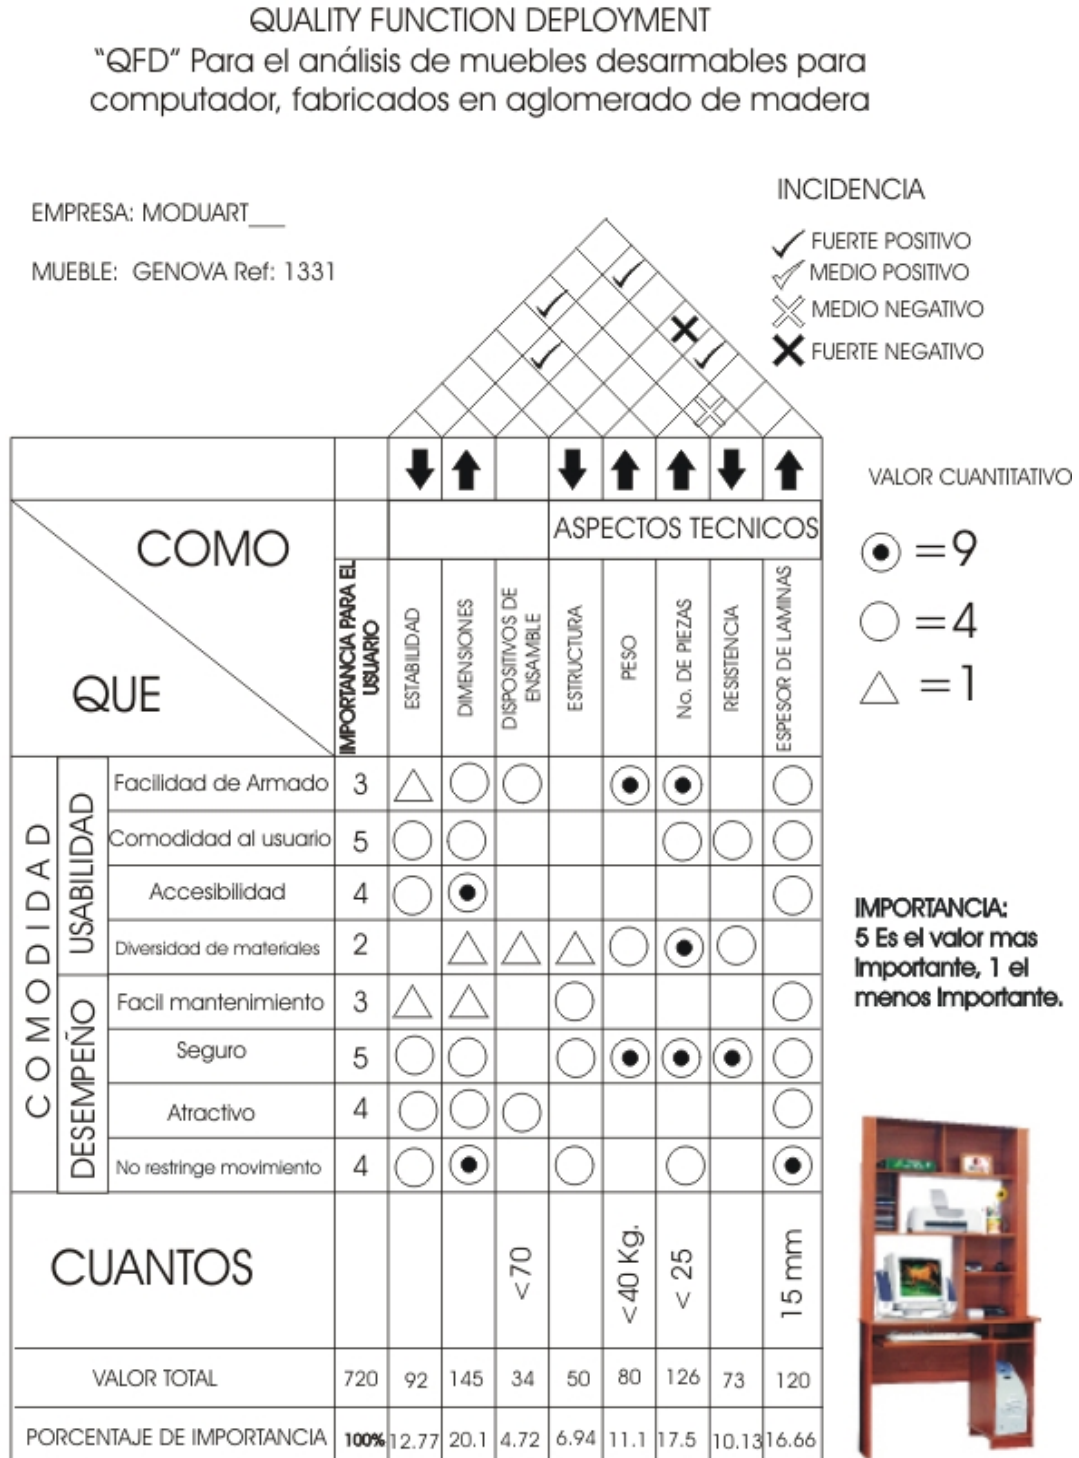 QUALITY FUNCTION DEPLOYMENT
“QFD” Para el análisis de muebles desarmables para
computador, fabricados en aglomerado de madera
EMPRESA: MODUART___
MUEBLE: GENOVA Ref: 1331
INCIDENCIA
FUERTE POSITIVO
MEDIO POSITIVO
MEDIO NEGATIVO
FUERTE NEGATIVO
VALOR CUANTITATIVO
=9
=4
=1
COMO
QUE
ASPECTOS TECNICOS
IMPORTANCIA PARA EL
USUARIO
ESTABILIDAD
DIMENSIONES
DISPOSITIVOS DE
ENSAMBLE
ESTRUCTURA
PESO
No. DE PIEZAS
RESISTENCIA
ESPESOR DE LAMINAS
COMODIDAD
USABILIDAD
Facilidad de Armado 3
Comodidad al usuario 5
Accesibilidad 4
Diversidad de materiales 2
DESEMPEÑO
Facil mantenimiento 3
Seguro 5
Atractivo 4
No restringe movimiento 4
IMPORTANCIA:
5 Es el valor mas
Importante, 1 el
menos Importante.
CUANTOS <70 <40 Kg. < 25 15 mm
VALOR TOTAL 720 92 145 34 50 80 126 73 120
PORCENTAJE DE IMPORTANCIA 100% 12.77 20.1 4.72 6.94 11.1 17.5 10.13 16.66